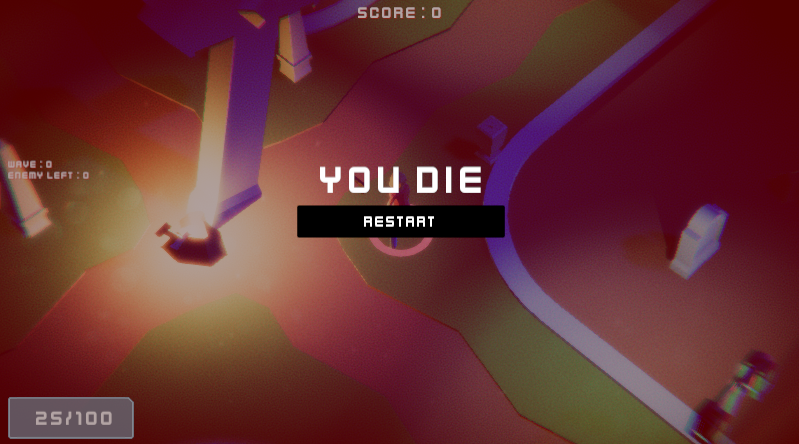 SCORE : 0
WAVE : 0
ENEMY LEFT : 0
YOU DIE
RESTART
25/100